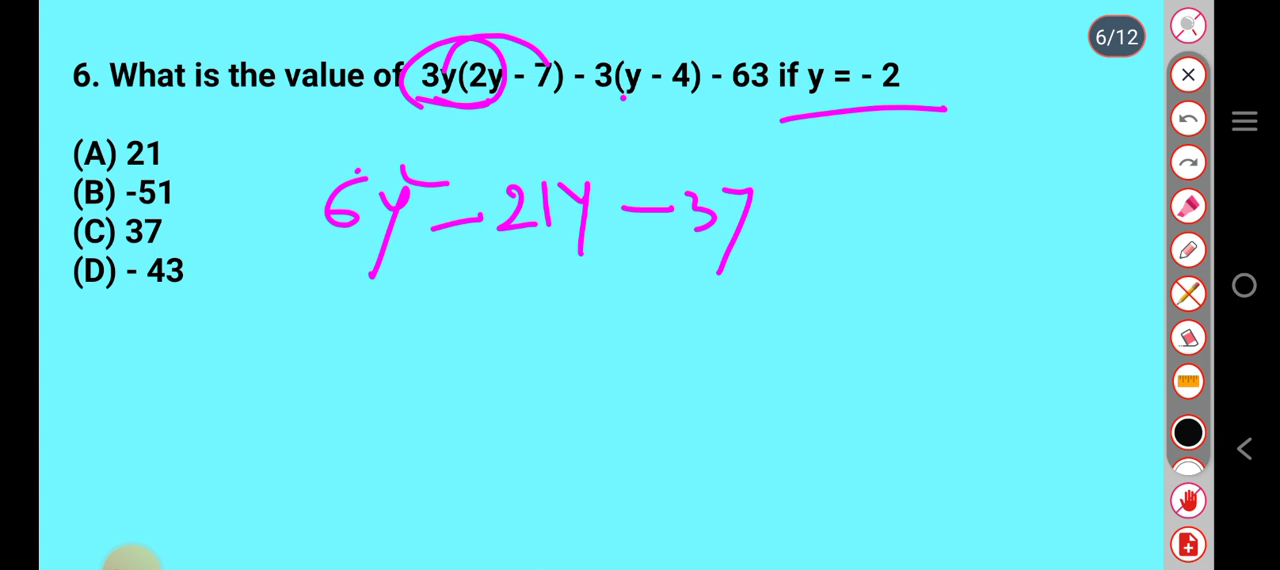 6/12
6. What is the value of 3y(2y - 7) - 3(y - 4) - 63 if y = - 2
(A) 21
(B) -51
(C) 37
(D) - 43
6y² - 21y - 3y